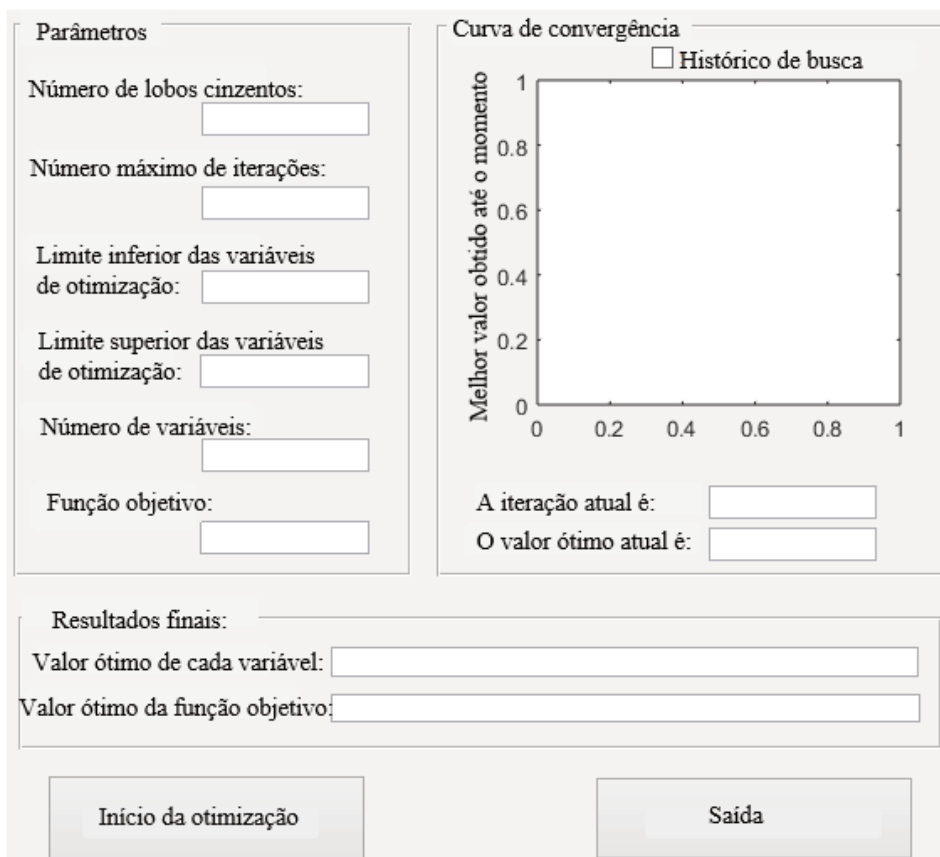 Parâmetros
Número de lobos cinzentos:
Número máximo de iterações:
Limite inferior das variáveis
de otimização:
Limite superior das variáveis
de otimização:
Número de variáveis:
Função objetivo:
Curva de convergência
Histórico de busca
Melhor valor obtido até o momento
1
0.8
0.6
0.4
0.2
0
0 0.2 0.4 0.6 0.8 1
A iteração atual é:
O valor ótimo atual é:
Resultados finais:
Valor ótimo de cada variável:
Valor ótimo da função objetivo:
Início da otimização
Saída